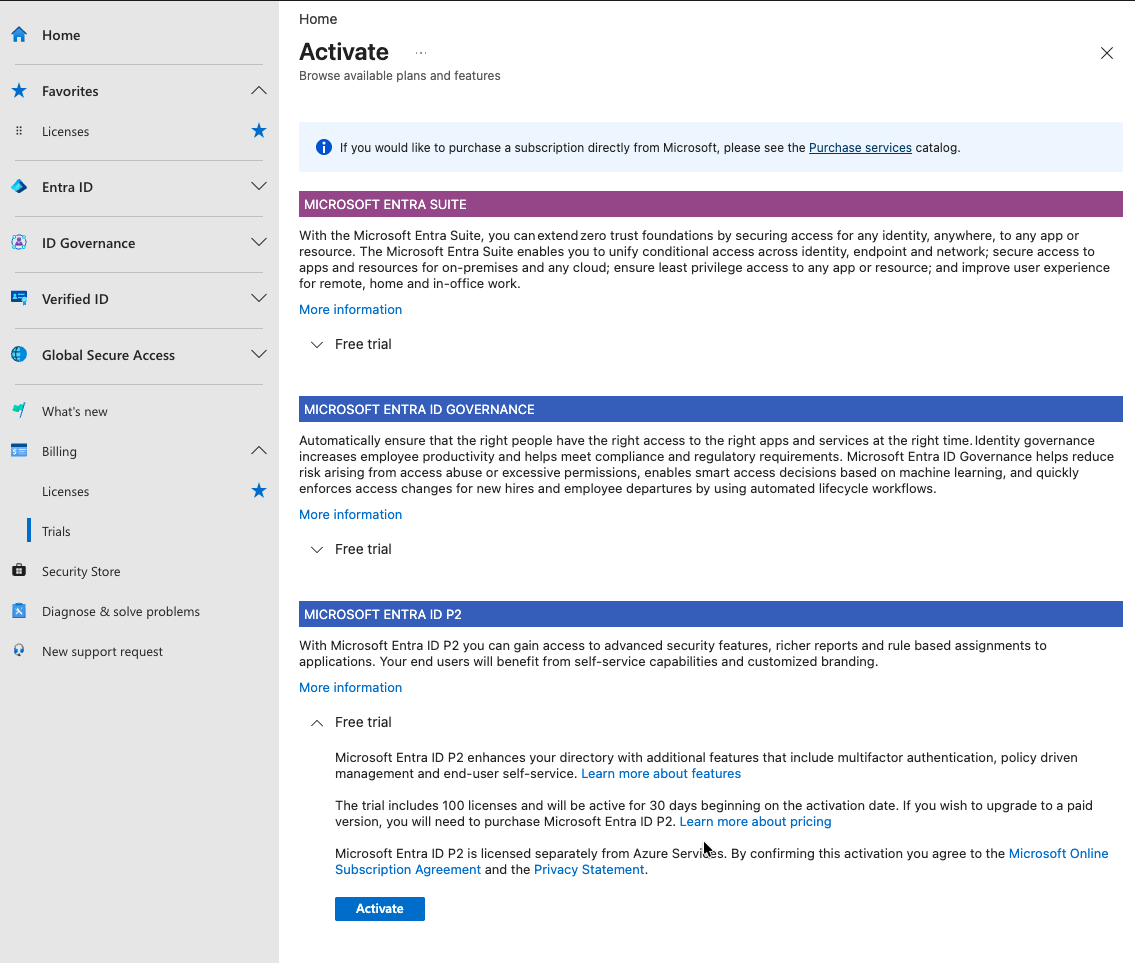 Home
Favorites
Licenses
Entra ID
ID Governance
Verified ID
Global Secure Access
What's new
Billing
Licenses
Trials
Security Store
Diagnose & solve problems
New support request
Home
Activate
...
Browse available plans and features
If you would like to purchase a subscription directly from Microsoft, please see the Purchase services catalog.
MICROSOFT ENTRA SUITE
With the Microsoft Entra Suite, you can extend zero trust foundations by securing access for any identity, anywhere, to any app or
resource. The Microsoft Entra Suite enables you to unify conditional access across identity, endpoint and network; secure access to
apps and resources for on-premises and any cloud; ensure least privilege access to any app or resource; and improve user experience
for remote, home and in-office work.
More information
Free trial
MICROSOFT ENTRA ID GOVERNANCE
Automatically ensure that the right people have the right access to the right apps and services at the right time. Identity governance
increases employee productivity and helps meet compliance and regulatory requirements. Microsoft Entra ID Governance helps reduce
risk arising from access abuse or excessive permissions, enables smart access decisions based on machine learning, and quickly
enforces access changes for new hires and employee departures by using automated lifecycle workflows.
More information
Free trial
MICROSOFT ENTRA ID P2
With Microsoft Entra ID P2 you can gain access to advanced security features, richer reports and rule based assignments to
applications. Your end users will benefit from self-service capabilities and customized branding.
More information
Free trial
Microsoft Entra ID P2 enhances your directory with additional features that include multifactor authentication, policy driven
management and end-user self-service. Learn more about features
The trial includes 100 licenses and will be active for 30 days beginning on the activation date. If you wish to upgrade to a paid
version, you will need to purchase Microsoft Entra ID P2. Learn more about pricing
Microsoft Entra ID P2 is licensed separately from Azure Services. By confirming this activation you agree to the Microsoft Online
Subscription Agreement and the Privacy Statement.
Activate